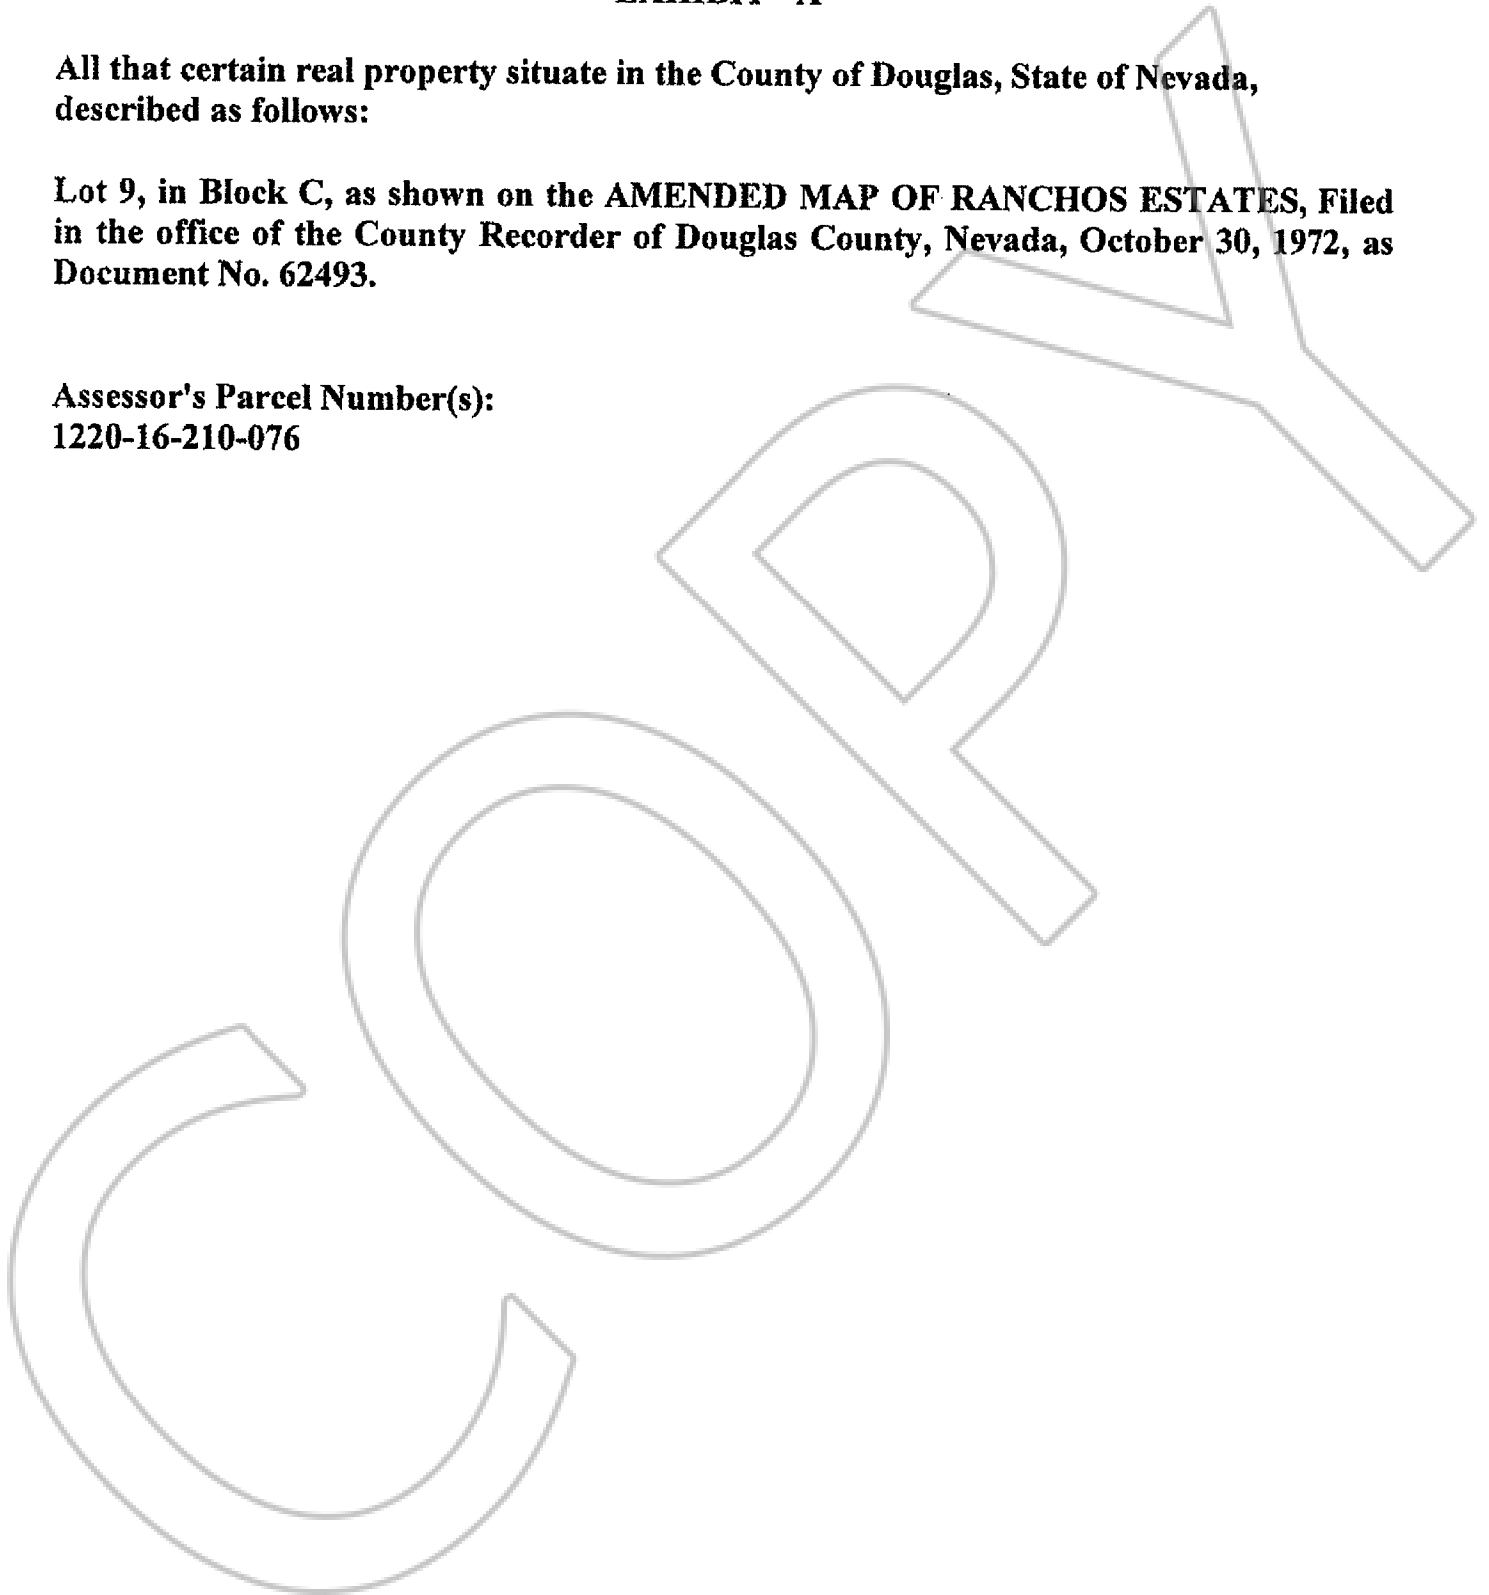 All that certain real property situate in the County of Douglas, State of Nevada,
described as follows:
Lot 9, in Block C, as shown on the AMENDED MAP OF RANCHOS ESTATES, Filed
in the office of the County Recorder of Douglas County, Nevada, October 30, 1972, as
Document No. 62493.
Assessor's Parcel Number(s):
1220-16-210-076
COPY